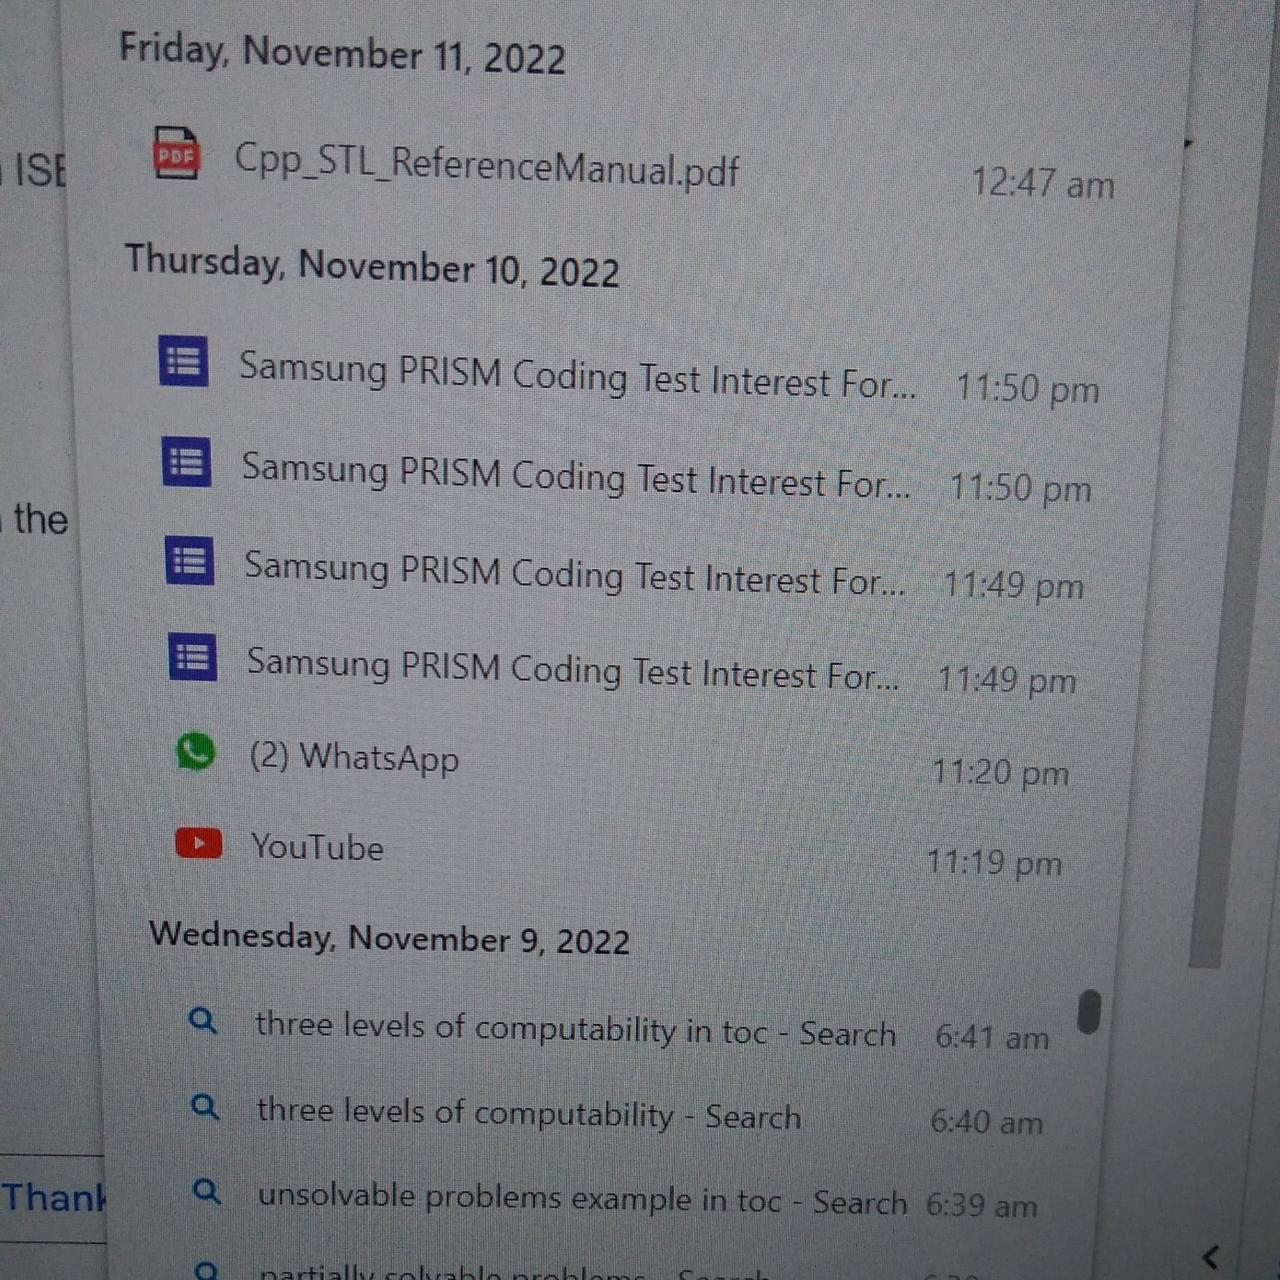 Friday, November 11, 2022
PDF Cpp_STL_ReferenceManual.pdf 12:47 am
ISE
Thursday, November 10, 2022
Samsung PRISM Coding Test Interest For... 11:50 pm
Samsung PRISM Coding Test Interest For... 11:50 pm
the
Samsung PRISM Coding Test Interest For... 11:49 pm
Samsung PRISM Coding Test Interest For... 11:49 pm
(2) WhatsApp 11:20 pm
YouTube 11:19 pm
Wednesday, November 9, 2022
three levels of computability in toc - Search 6:41 am
three levels of computability - Search 6:40 am
Thank
unsolvable problems example in toc - Search 6:39 am
partially solvable problems - Search